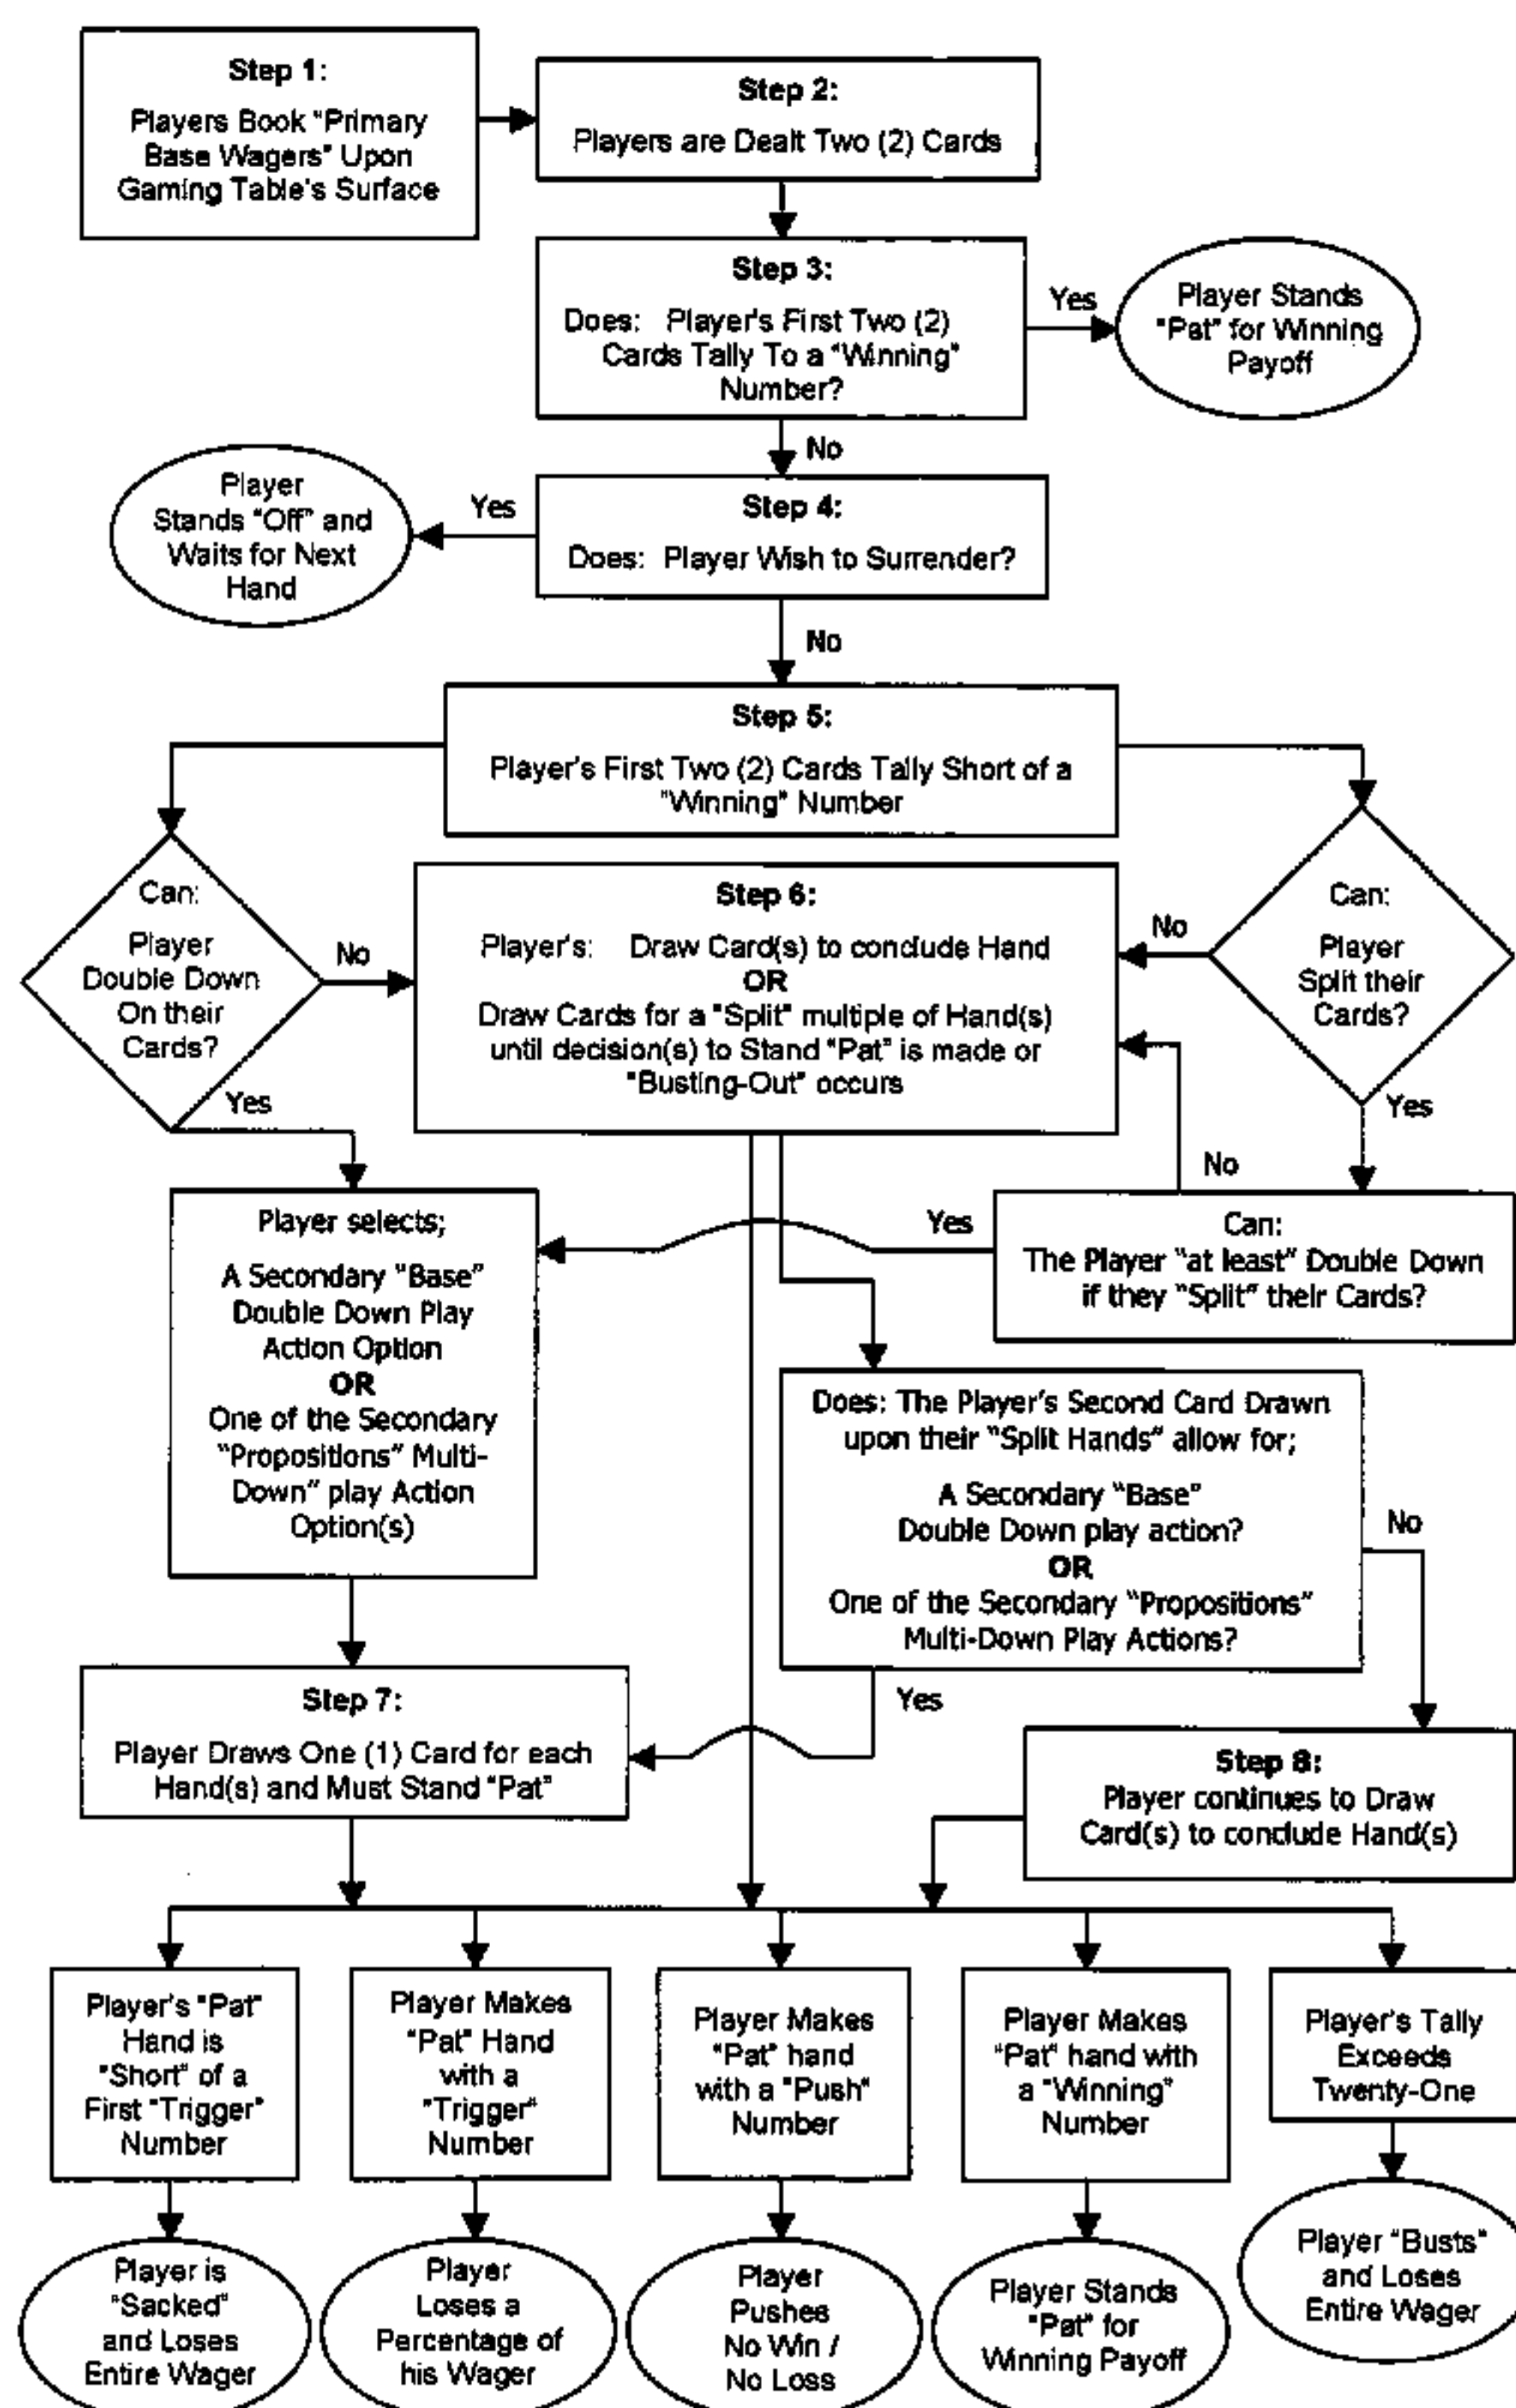 Step 1:
Players Book "Primary
Base Wagers" Upon
Gaming Table's Surface
Step 2:
Players are Dealt Two (2) Cards
Step 3:
Does: Player's First Two (2)
Cards Tally To a "Winning"
Number?
Yes
Player Stands
"Pat" for Winning
Payoff
No
Step 4:
Does: Player Wish to Surrender?
Yes
Player
Stands "Off" and
Waits for Next
Hand
No
Step 5:
Player's First Two (2) Cards Tally Short of a
"Winning" Number
Can:
Player
Double Down
On their
Cards?
No
Yes
Step 6:
Player's: Draw Card(s) to conclude Hand
OR
Draw Cards for a "Split" multiple of Hand(s)
until decision(s) to Stand "Pat" is made or
"Busting-Out" occurs
No
Can:
Player
Split their
Cards?
Yes
No
Can:
The Player "at least" Double Down
if they "Split" their Cards?
Yes
Player selects;
A Secondary "Base"
Double Down Play
Action Option
OR
One of the Secondary
"Propositions" Multi-
Down" play Action
Option(s)
Does: The Player's Second Card Drawn
upon their "Split Hands" allow for;
A Secondary "Base"
Double Down play action?
OR
One of the Secondary "Propositions"
Multi-Down Play Actions?
No
Yes
Step 7:
Player Draws One (1) Card for each
Hand(s) and Must Stand "Pat"
Step 8:
Player continues to Draw
Card(s) to conclude Hand(s)
Player's "Pat"
Hand is
"Short" of a
First "Trigger"
Number
Player Makes
"Pat" Hand
with a
"Trigger"
Number
Player Makes
"Pat" hand
with a "Push"
Number
Player Makes
"Pat" hand with
a "Winning"
Number
Player's Tally
Exceeds
Twenty-One
Player is
"Sacked"
and Loses
Entire Wager
Player
Loses a
Percentage of
his Wager
Player
Pushes
No Win /
No Loss
Player Stands
"Pat" for
Winning Payoff
Player "Busts"
and Loses
Entire Wager